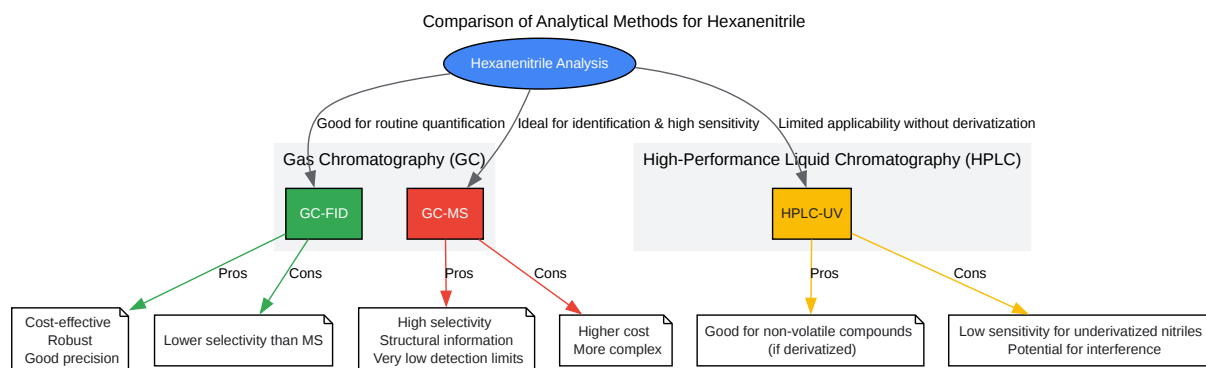 Comparison of Analytical Methods for Hexanenitrile
Hexanenitrile Analysis
Good for routine quantification
Ideal for identification & high sensitivity
Limited applicability without derivatization
Gas Chromatography (GC)
High-Performance Liquid Chromatography (HPLC)
GC-FID
GC-MS
HPLC-UV
Pros
Cons
Pros
Cons
Pros
Cons
Cost-effective
Robust
Good precision
Lower selectivity than MS
High selectivity
Structural information
Very low detection limits
Higher cost
More complex
Good for non-volatile compounds
(if derivatized)
Low sensitivity for underivatized nitriles
Potential for interference